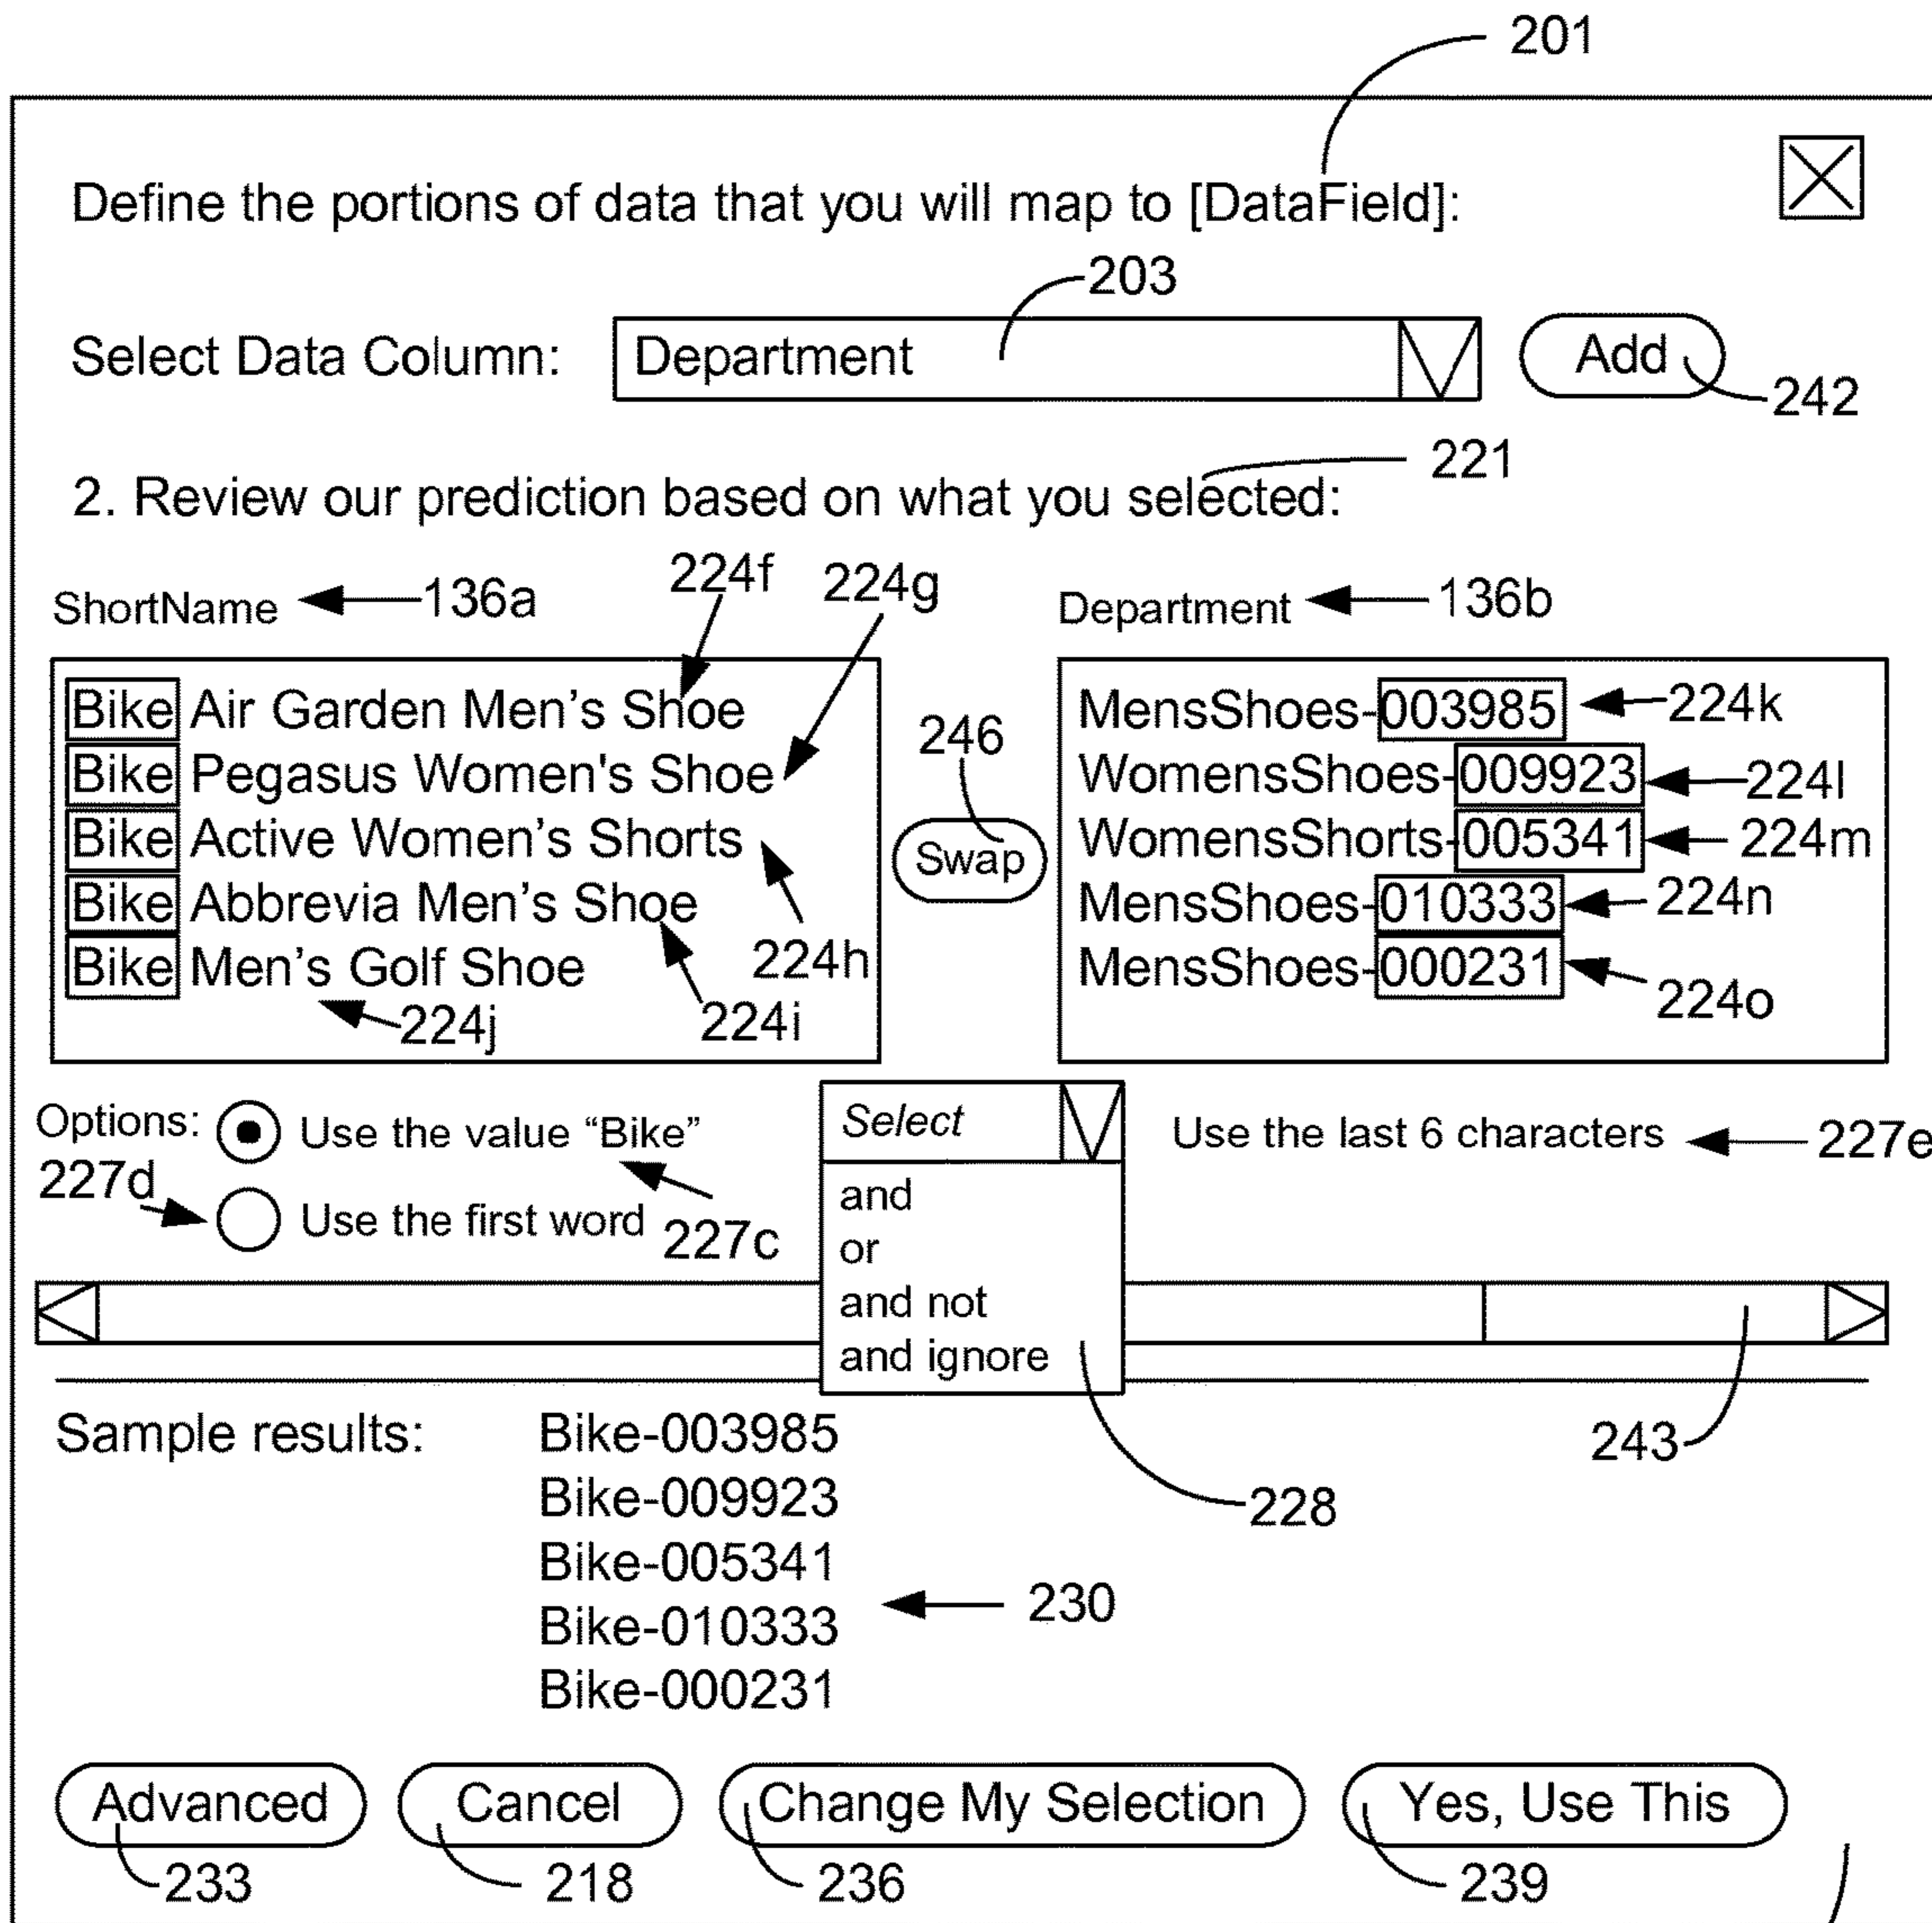 201
Define the portions of data that you will map to [DataField]:
203
Select Data Column: Department Add
242
221
2. Review our prediction based on what you selected:
ShortName 136a 224f 224g Department 136b
Bike Air Garden Men's Shoe MensShoes-003985 224k
Bike Pegasus Women's Shoe 246 WomensShoes-009923 224l
Bike Active Women's Shorts Swap WomensShorts-005341 224m
Bike Abbrevia Men's Shoe MensShoes-010333 224n
Bike Men's Golf Shoe 224h MensShoes-000231 224o
224j 224i
Options: Use the value “Bike” Select Use the last 6 characters 227e
227d Use the first word 227c
and
or
and not
and ignore
243
228
Sample results: Bike-003985
Bike-009923
Bike-005341
Bike-010333
Bike-000231
230
Advanced Cancel Change My Selection Yes, Use This
233 218 236 239